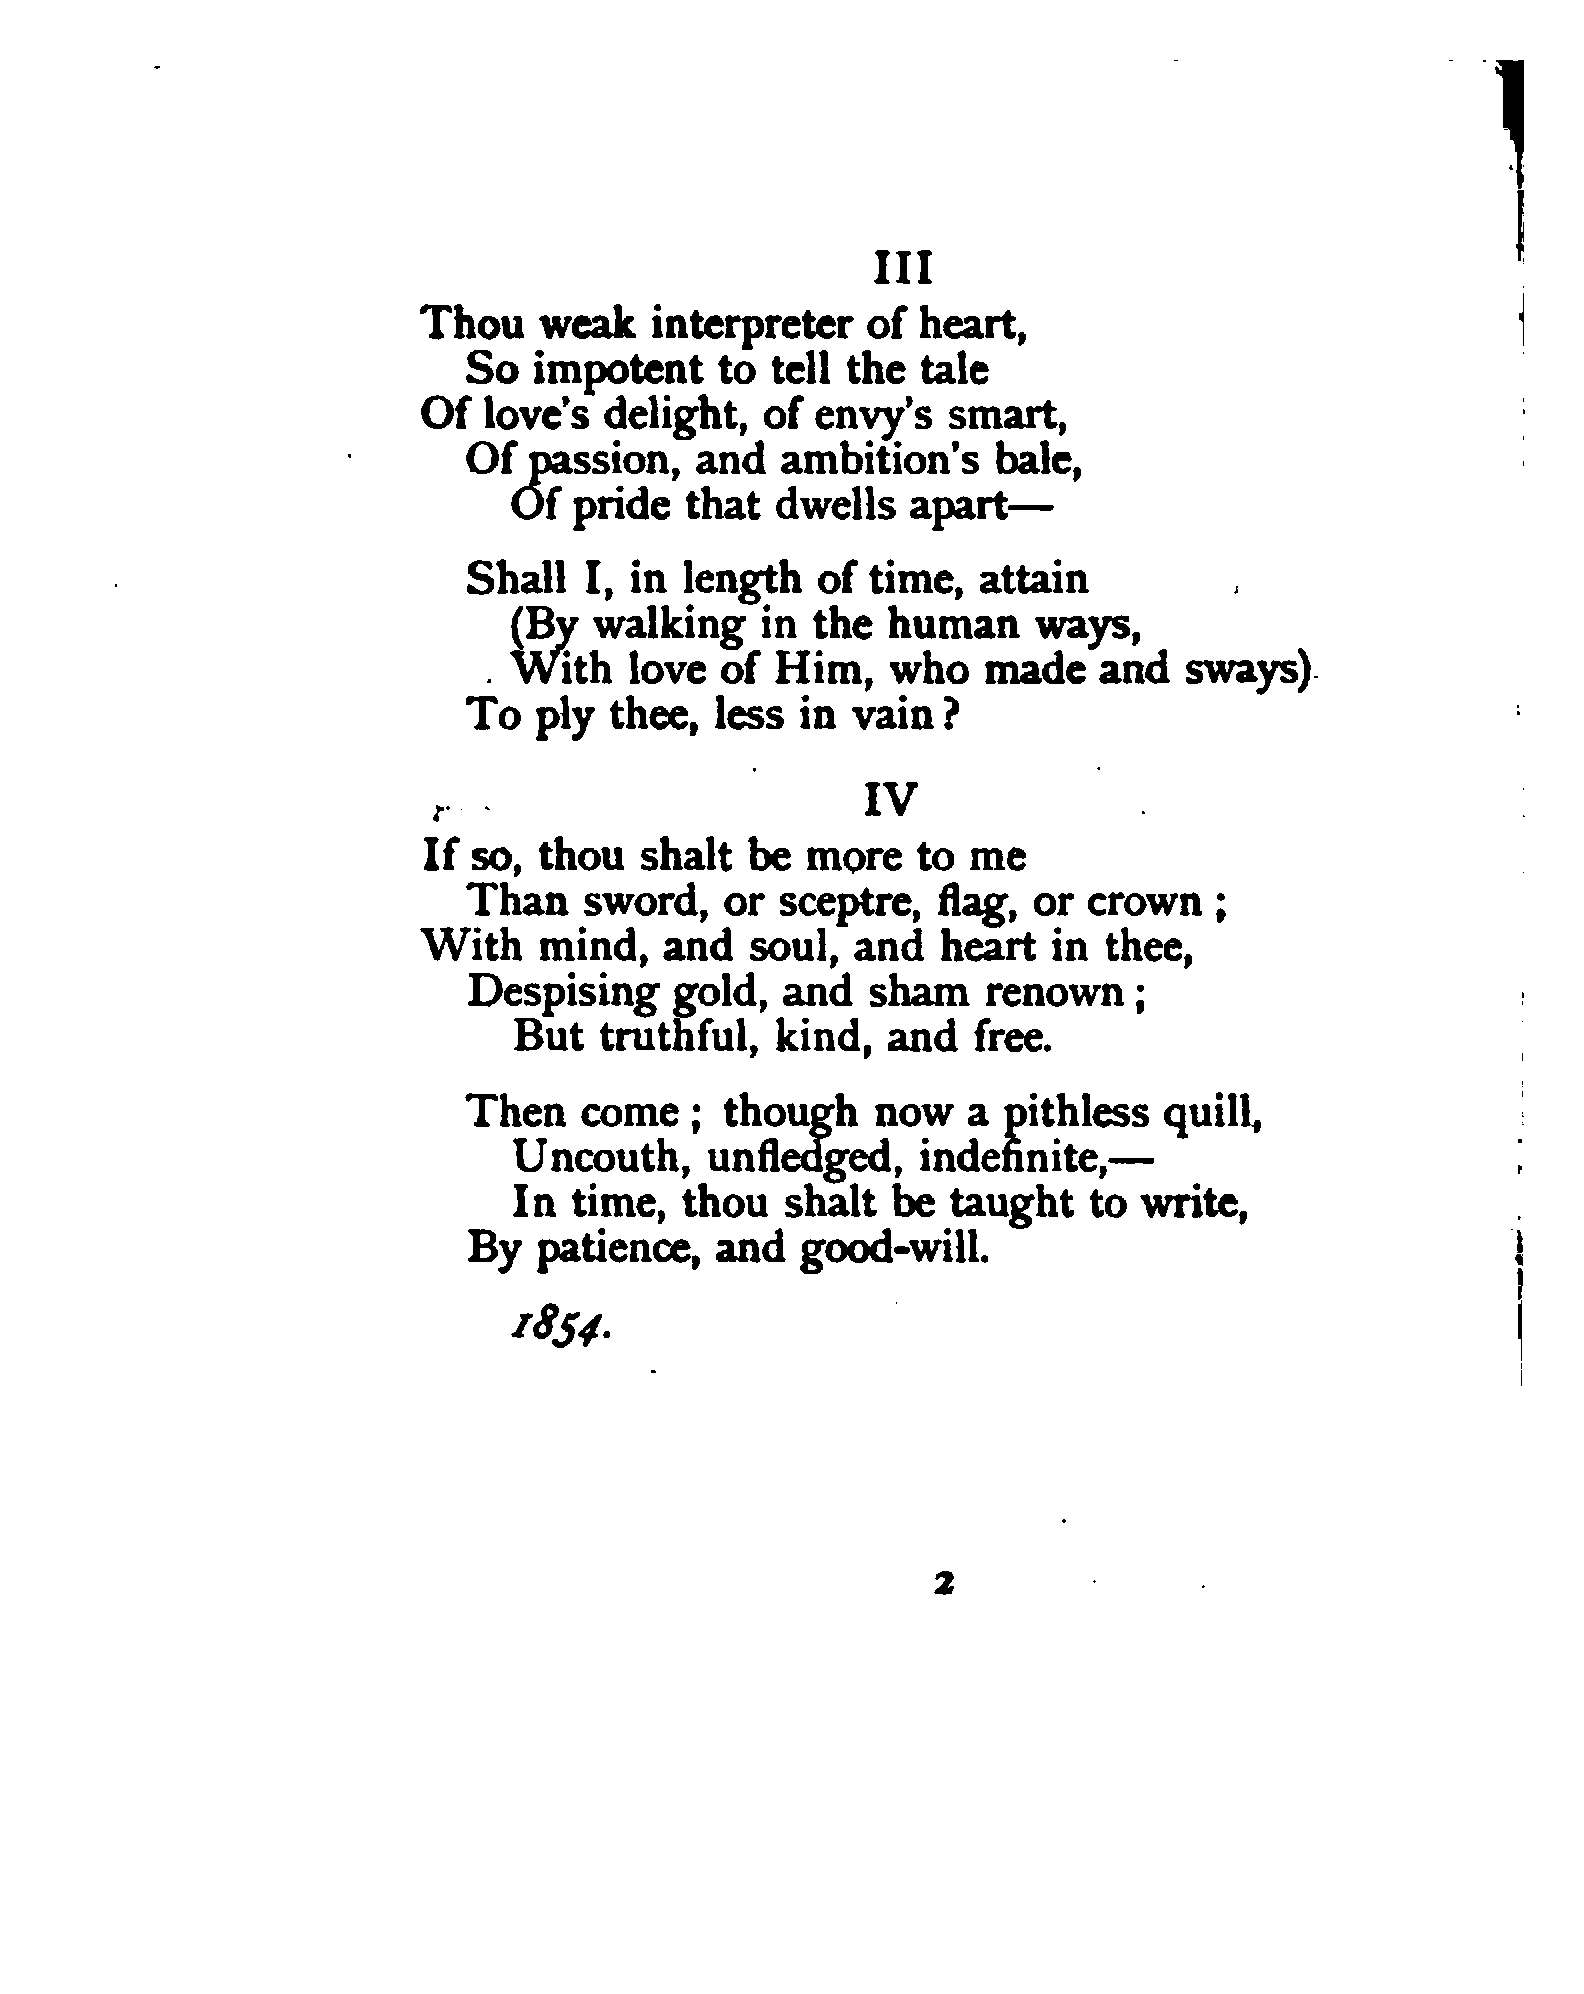 III
Thou weak interpreter of heart,
So impotent to tell the tale
Of love's delight, of envy's smart,
Of passion, and ambition's bale,
Of pride that dwells apart—
Shall I, in length of time, attain
(By walking in the human ways,
With love of Him, who made and sways)
To ply thee, less in vain?
IV
If so, thou shalt be more to me
Than sword, or sceptre, flag, or crown;
With mind, and soul, and heart in thee,
Despising gold, and sham renown;
But truthful, kind, and free.
Then come; though now a pithless quill,
Uncouth, unfledged, indefinite,—
In time, thou shalt be taught to write,
By patience, and good-will.
1854.
2